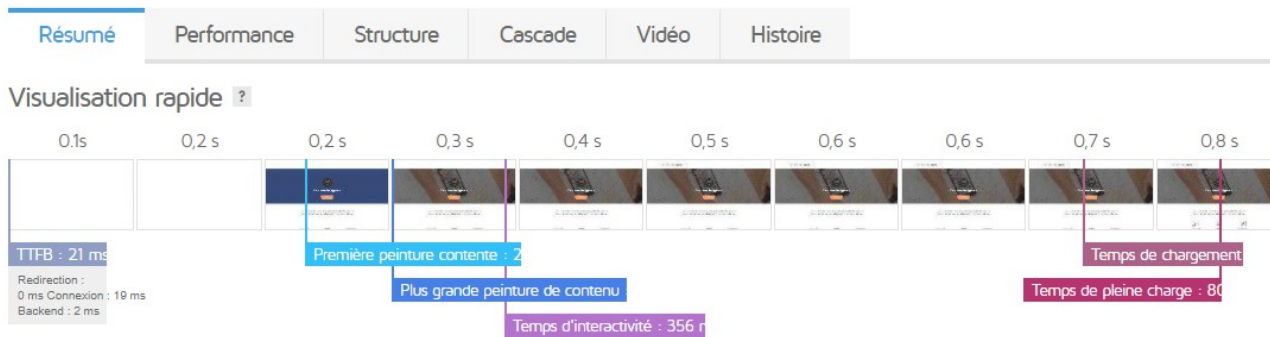 Résumé Performance Structure Cascade Vidéo Histoire
Visualisation rapide ?
0.1s 0,2 s 0,2 s 0,3 s 0,4 s 0,5 s 0,6 s 0,6 s 0,7 s 0,8 s
TTFB : 21 ms
Première peinture contente : 2
Temps de chargement
Redirection :
0 ms Connexion : 19 ms
Backend : 2 ms
Plus grande peinture de contenu :
Temps de pleine charge : 80
Temps d'interactivité : 356 m